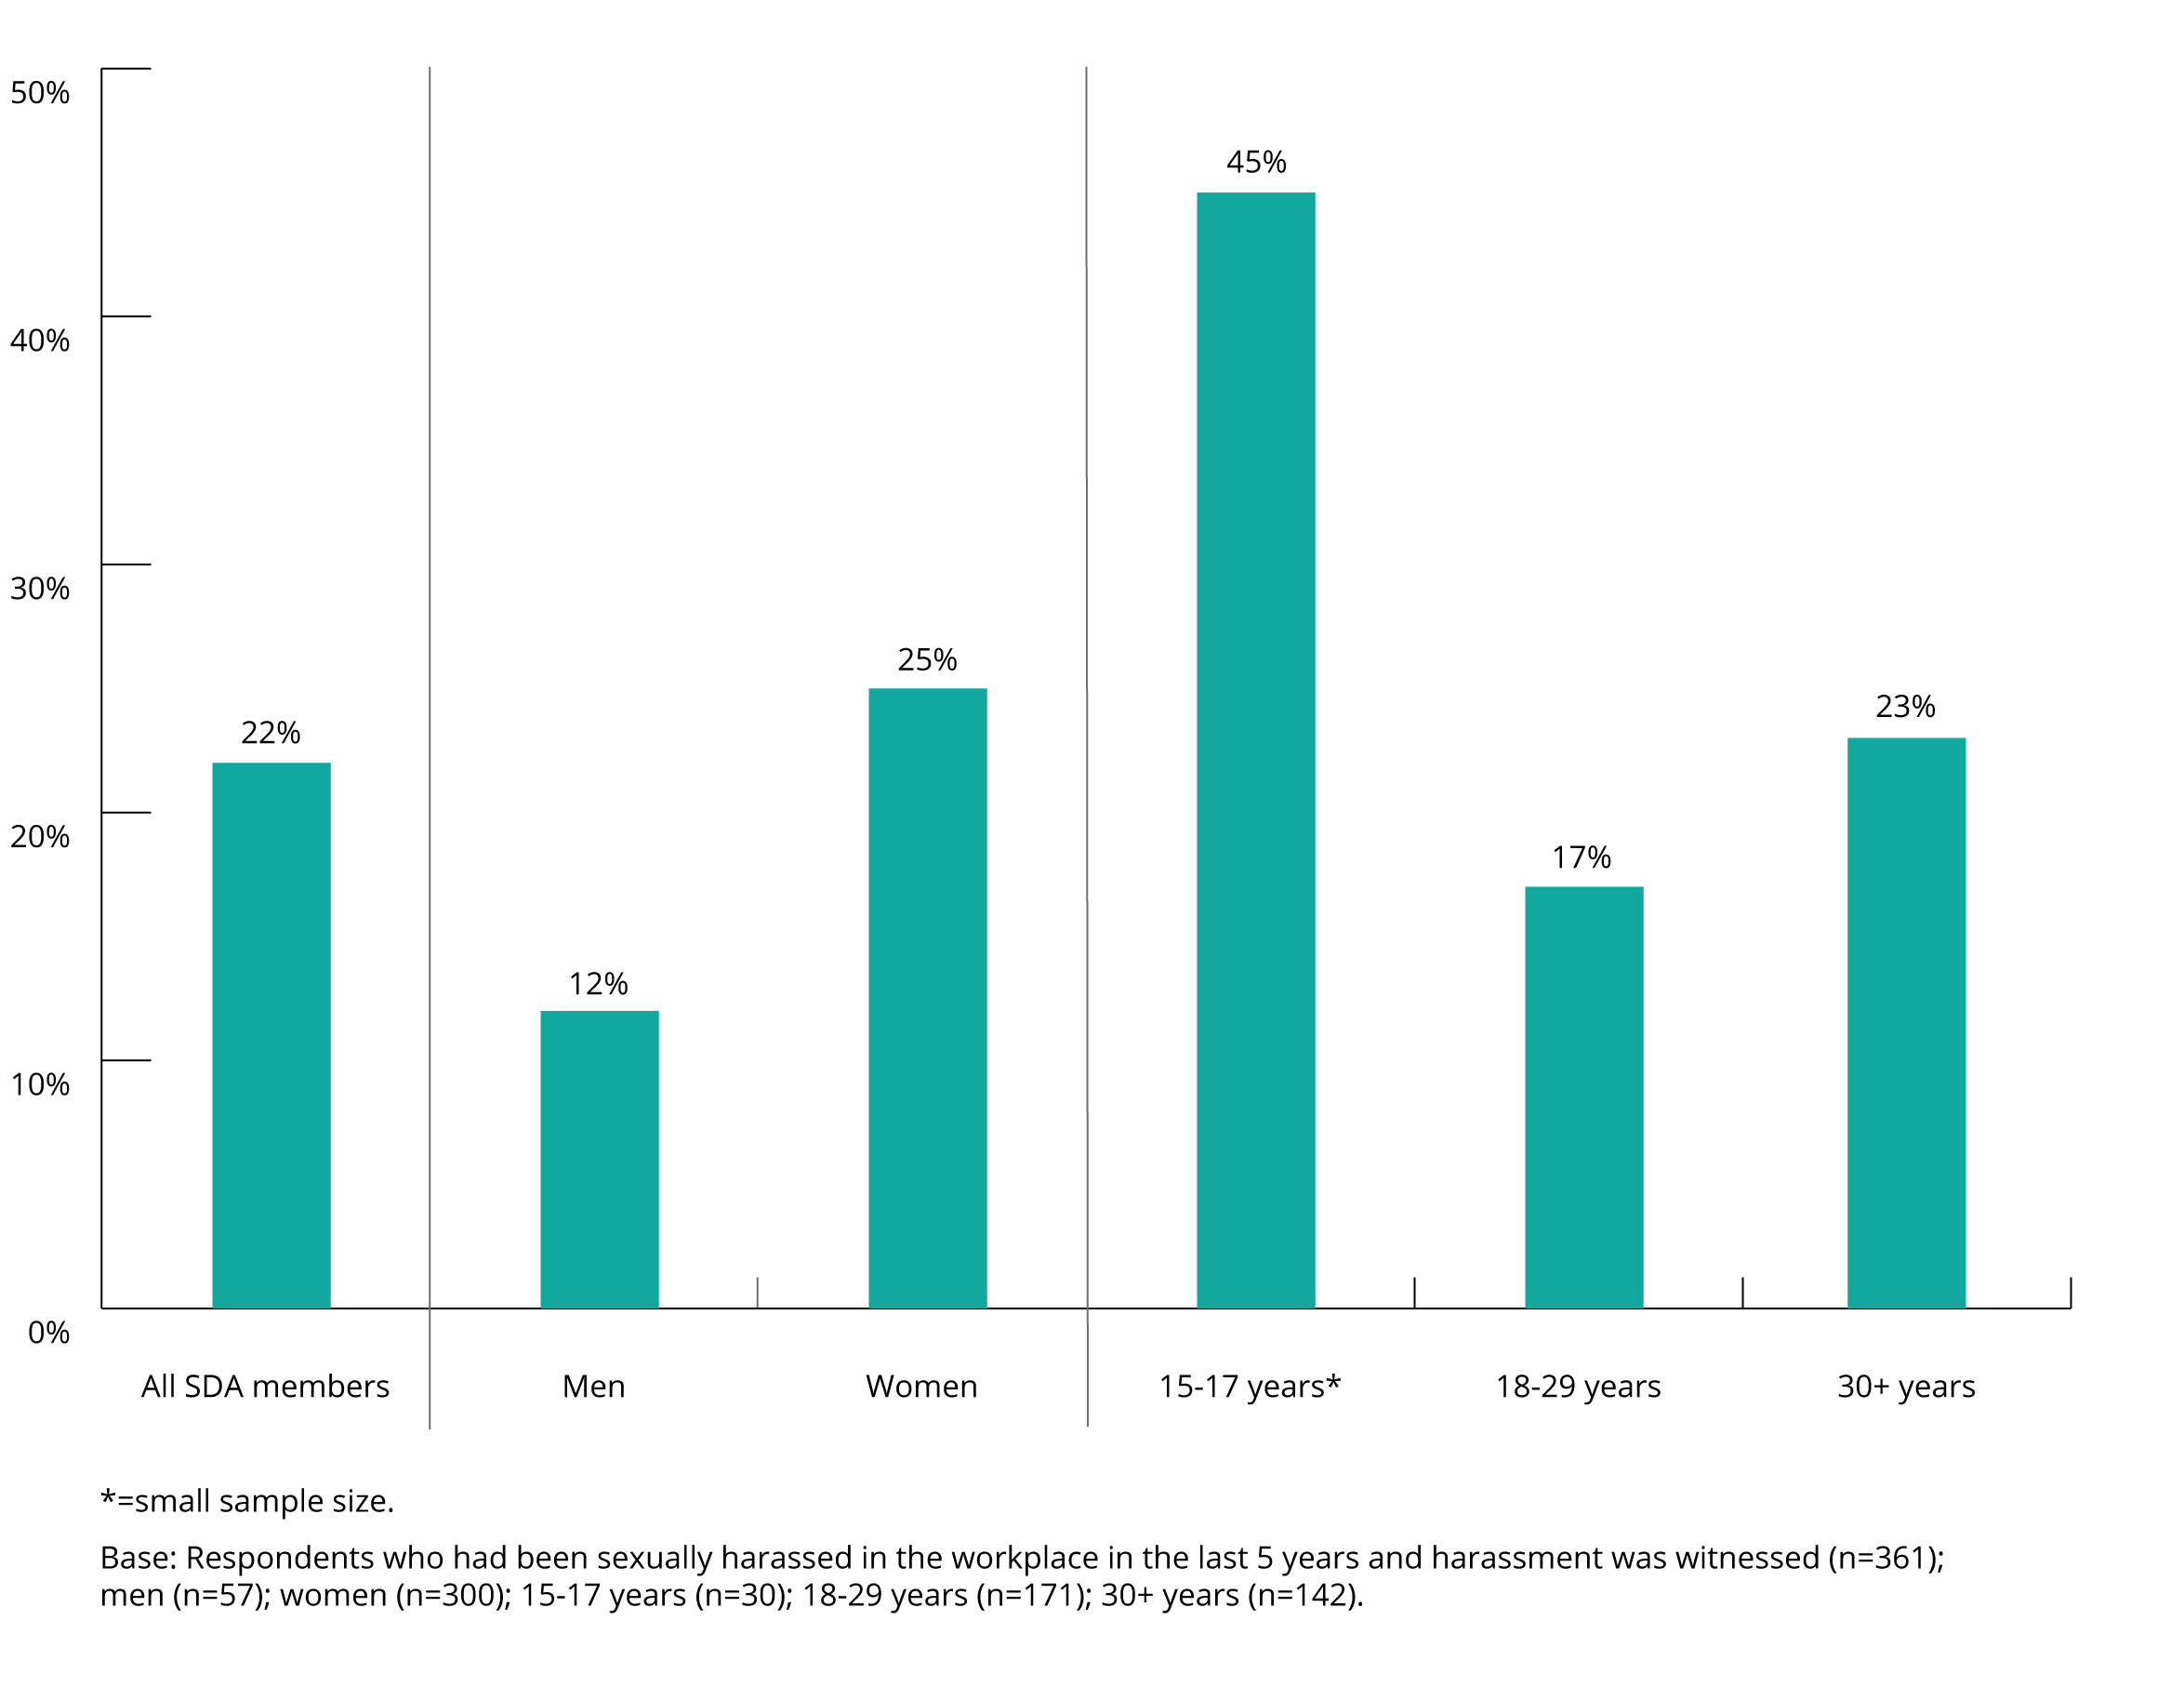 50%
40%
30%
20%
10%
0%
22%
12%
25%
45%
17%
23%
All SDA members
Men
Women
15-17 years*
18-29 years
30+ years
*=small sample size.
Base: Respondents who had been sexually harassed in the workplace in the last 5 years and harassment was witnessed (n=361);
men (n=57); women (n=300); 15-17 years (n=30); 18-29 years (n=171); 30+ years (n=142).